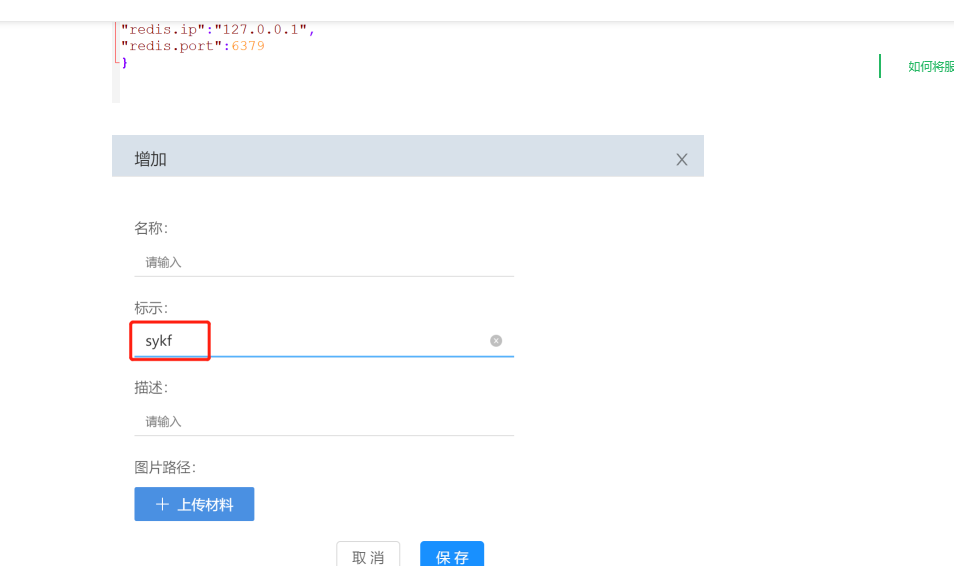 "redis.ip":"127.0.0.1",
"redis.port":6379
}
如何将服
增加
名称:
请输入
标示:
sykf
描述:
请输入
图片路径:
上传材料
取 消
保 存